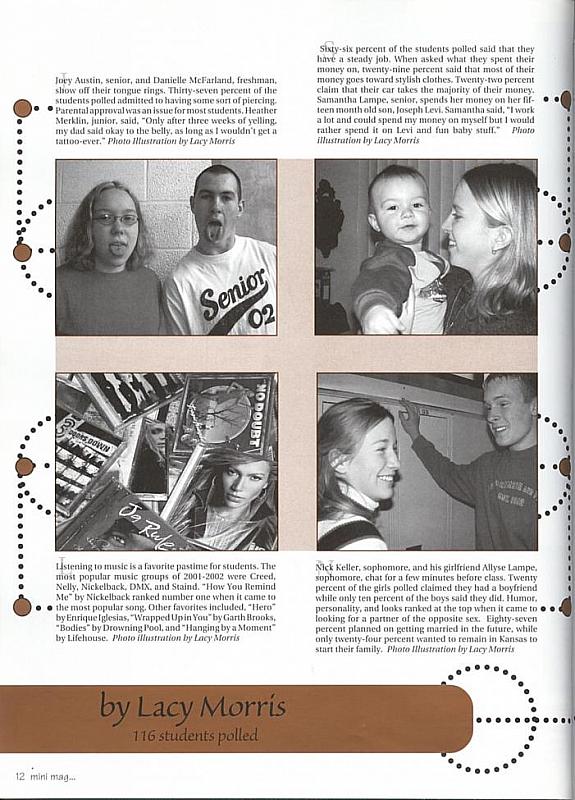 Joey Austin, senior, and Danielle McFarland, freshman,
show off their tongue rings. Thirty-seven percent of the
students polled admitted to having some sort of piercing.
Parental approval was an issue for most students. Heather
Merklin, junior, said, "Only after three weeks of yelling,
my dad said okay to the belly, as long as I wouldn't get a
tattoo-ever." Photo Illustration by Lacy Morris
Sixty-six percent of the students polled said that they
have a steady job. When asked what they spent their
money on, twenty-nine percent said that most of their
money goes toward stylish clothes. Twenty-two percent
claim that their car takes the majority of their money.
Samantha Lampe, senior, spends her money on her fif-
teen month old son, Joseph Levi. Samantha said, "I work
a lot and could spend my money on myself but I would
rather spend it on Levi and fun baby stuff." Photo
illustration by Lacy Morris
Senior
02
3 DOORS DOWN
NO DOUBT
Ja Rule
Listening to music is a favorite pastime for students. The
most popular music groups of 2001-2002 were Creed,
Nelly, Nickelback, DMX, and Staind. "How You Remind
Me" by Nickelback ranked number one when it came to
the most popular song. Other favorites included, "Hero"
by Enrique Iglesias, "Wrapped Up in You" by Garth Brooks,
"Bodies" by Drowning Pool, and "Hanging by a Moment"
by Lifehouse. Photo Illustration by Lacy Morris
Nick Keller, sophomore, and his girlfriend Allyse Lampe,
sophomore, chat for a few minutes before class. Twenty
percent of the girls polled claimed they had a boyfriend
while only ten percent of the boys said they did. Humor,
personality, and looks ranked at the top when it came to
looking for a partner of the opposite sex. Eighty-seven
percent planned on getting married in the future, while
only twenty-four percent wanted to remain in Kansas to
start their family. Photo Illustration by Lacy Morris
by Lacy Morris
116 students polled
12 mini mag...